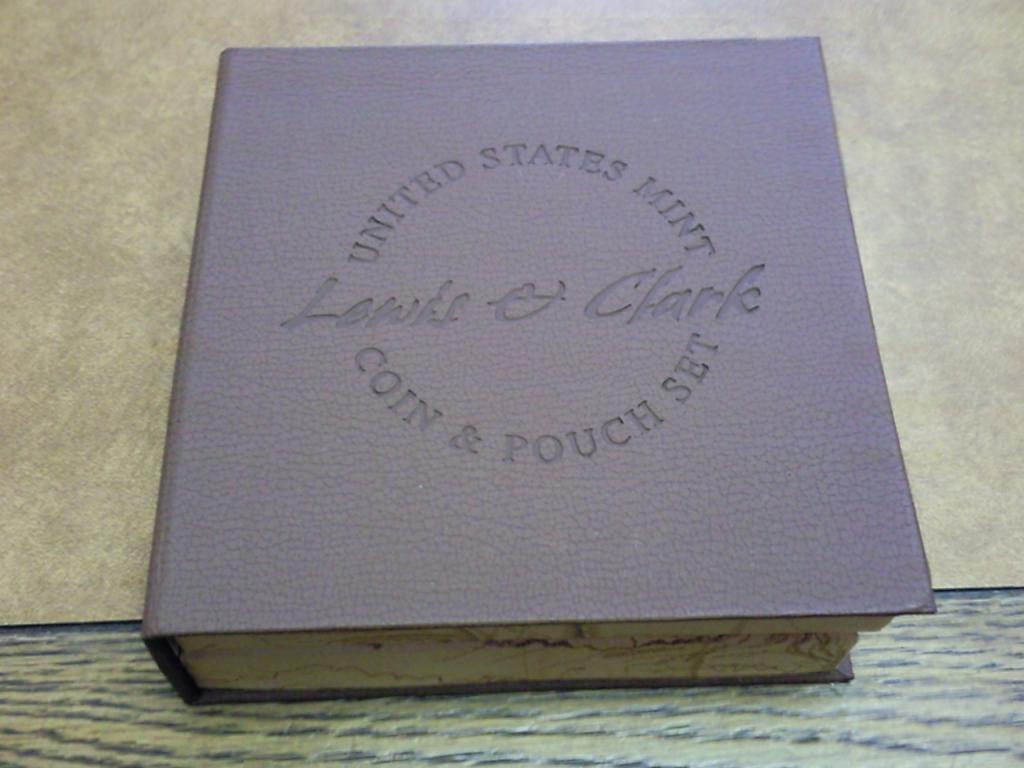 UNITED STATES MINT
Lewis & Clark
COIN & POUCH SET